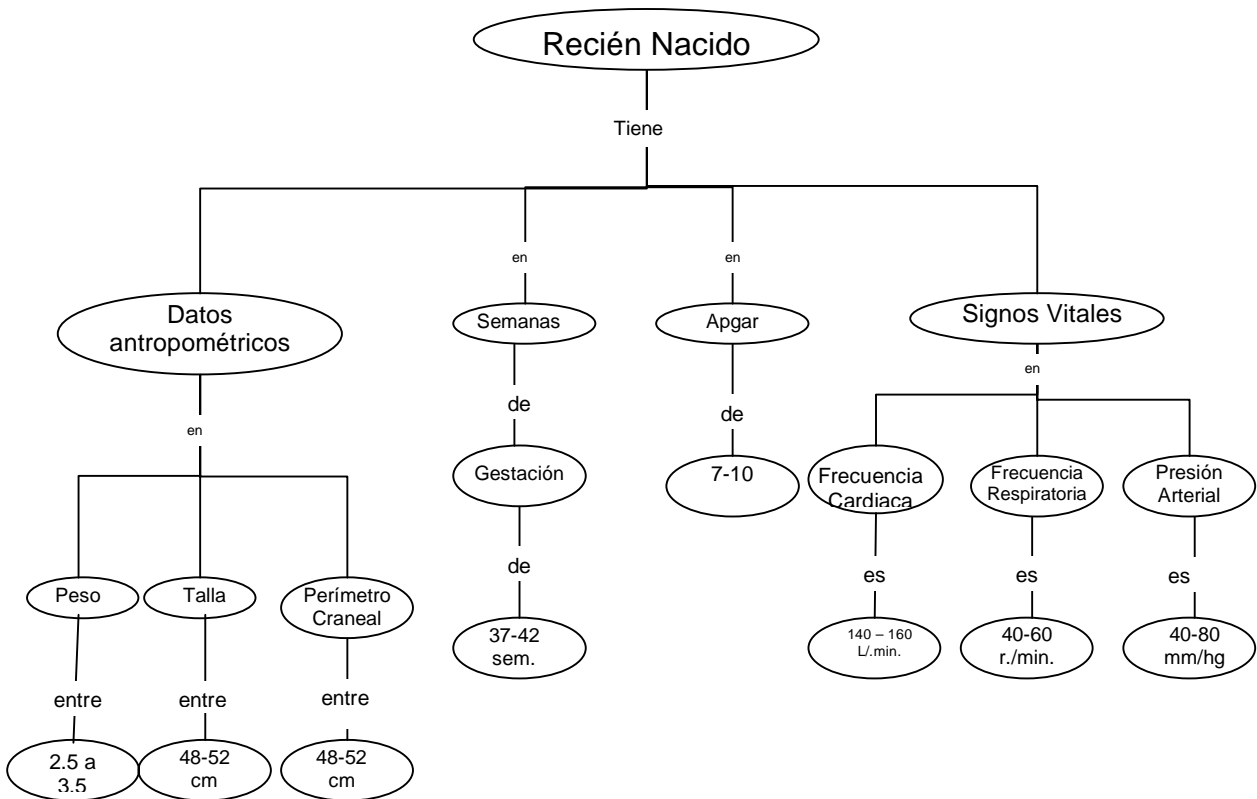 Recién Nacido
Tiene
en
en
Datos
antropométricos
Semanas
Apgar
Signos Vitales
en
en
de
de
Gestación
7-10
Frecuencia
Cardiaca
Frecuencia
Respiratoria
Presión
Arterial
de
es
es
es
Peso
Talla
Perímetro
Craneal
37-42
sem.
140 – 160
L/.min.
40-60
r./min.
40-80
mm/hg
entre
entre
entre
2.5 a
3.5
48-52
cm
48-52
cm